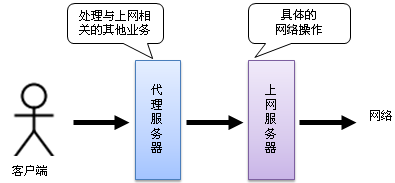 处理与上网相
关的其他业务
具体的
网络操作
代理服务器
上网服务器
网络
客户端